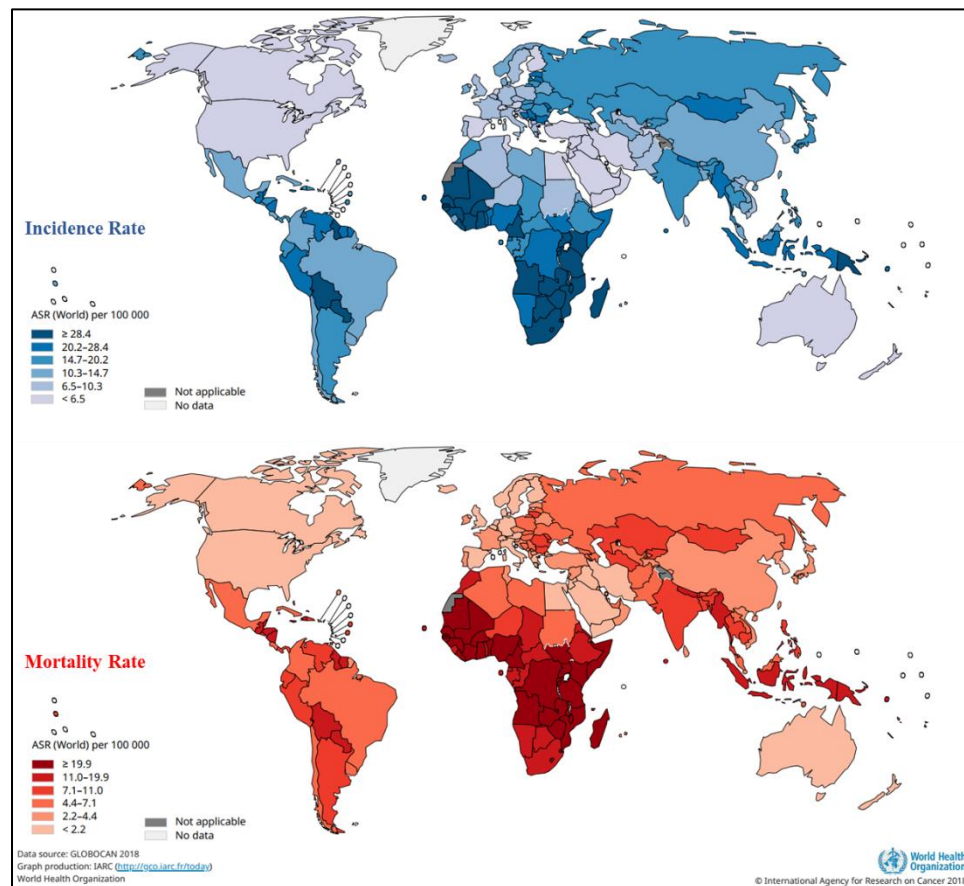 Incidence Rate
ASR (World) per 100 000
≥ 28.4
20.2–28.4
14.7–20.2
10.3–14.7
6.5–10.3
< 6.5
Not applicable
No data
Mortality Rate
ASR (World) per 100 000
≥ 19.9
11.0–19.9
7.1–11.0
4.4–7.1
2.2–4.4
< 2.2
Not applicable
No data
Data source: GLOBOCAN 2018
Graph production: IARC (http://gco.iarc.fr/today)
World Health Organization
World Health
Organization
© International Agency for Research on Cancer 2018